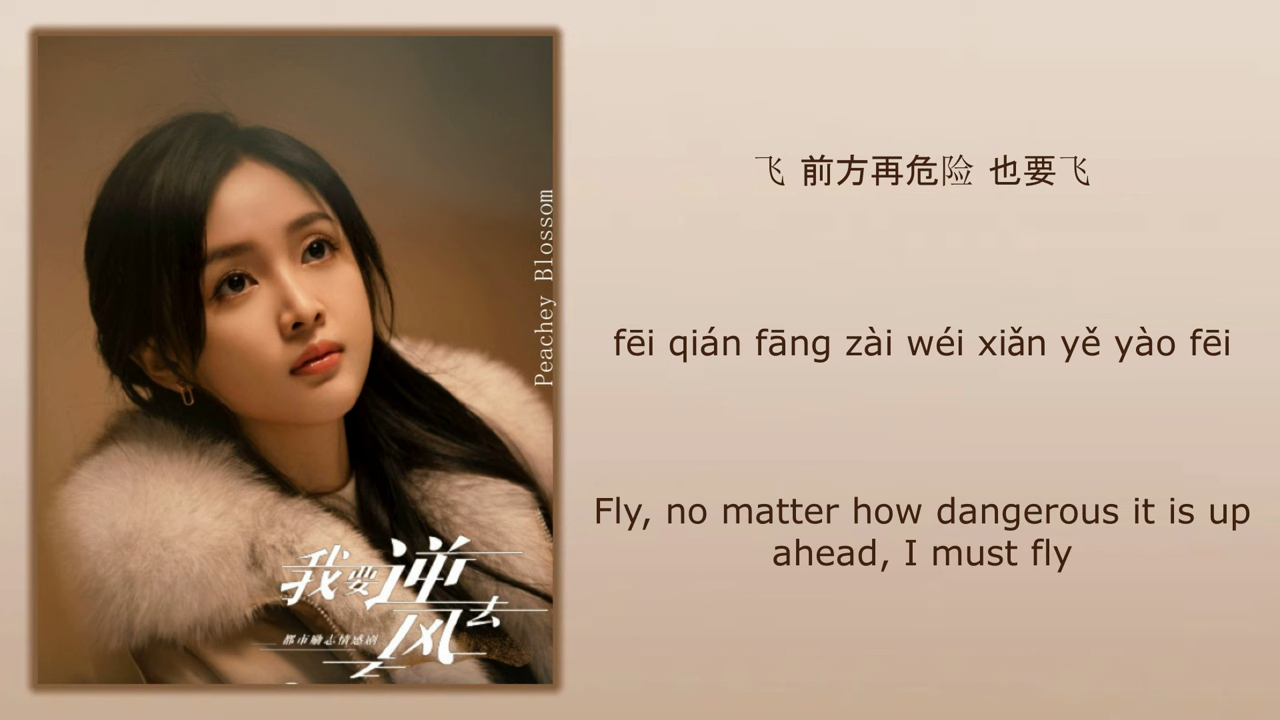 飞 前方再危险 也要飞
fēi qián fāng zài wéi xiǎn yě yào fēi
Fly, no matter how dangerous it is up
ahead, I must fly
Peachey Blossom
我要逆风去
都市励志情感剧